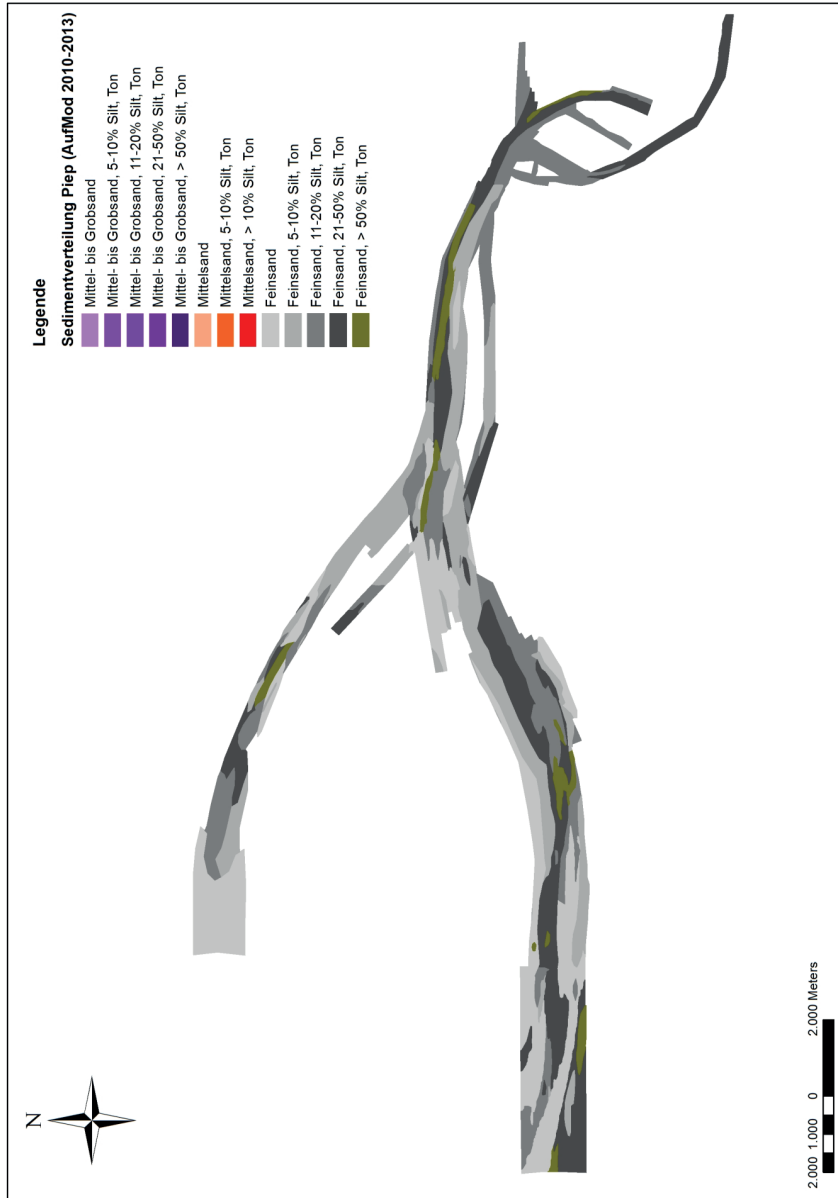 Legende
Sedimentverteilung Piep (AufMod 2010-2013)
Mittel- bis Grobsand
Mittel- bis Grobsand, 5-10% Silt, Ton
Mittel- bis Grobsand, 11-20% Silt, Ton
Mittel- bis Grobsand, 21-50% Silt, Ton
Mittel- bis Grobsand, > 50% Silt, Ton
Mittelsand
Mittelsand, 5-10% Silt, Ton
Mittelsand, > 10% Silt, Ton
Feinsand
Feinsand, 5-10% Silt, Ton
Feinsand, 11-20% Silt, Ton
Feinsand, 21-50% Silt, Ton
Feinsand, > 50% Silt, Ton
N
2.000 1.000 0 2.000 Meters